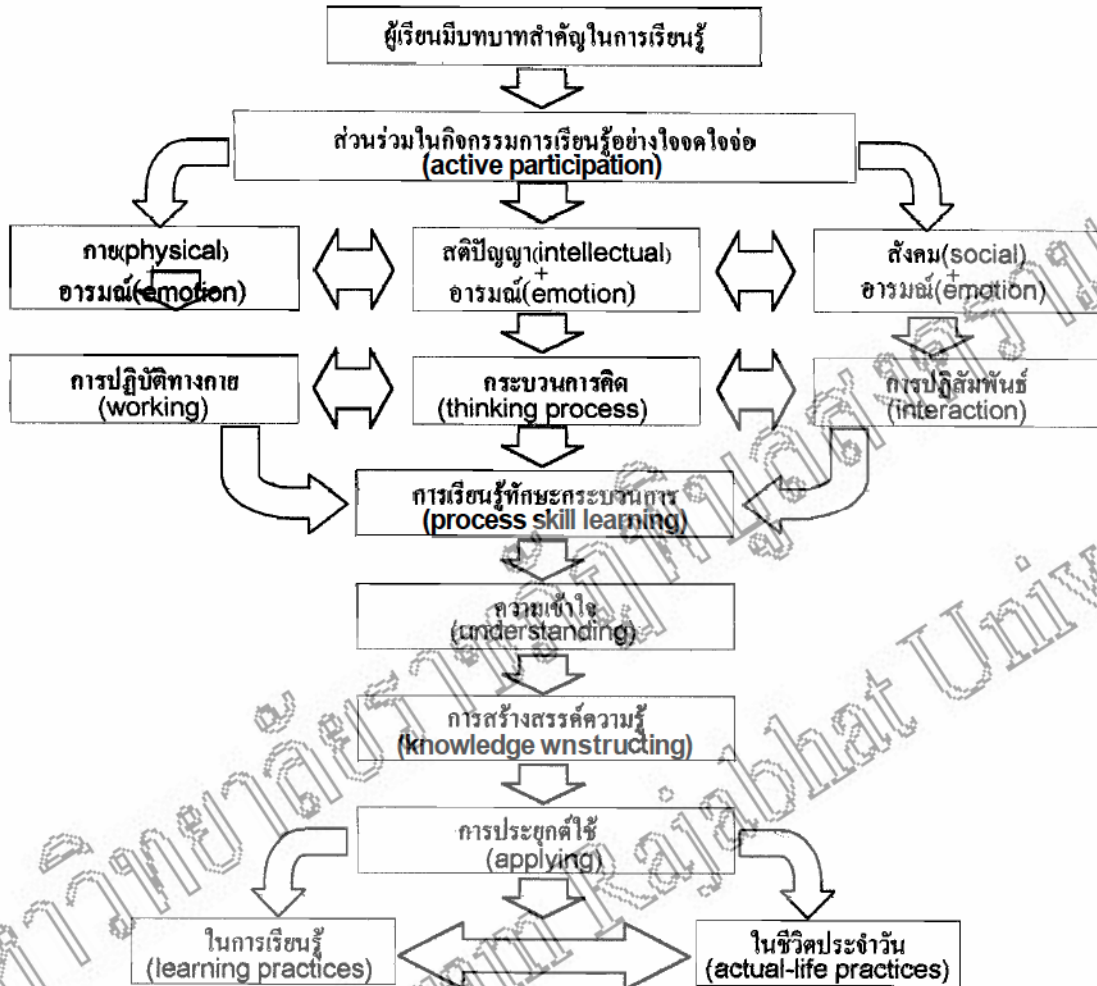 ผู้เรียนมีบทบาทสำคัญในการเรียนรู้
ส่วนร่วมในกิจกรรมการเรียนรู้อย่างใจจดใจจ่อ
(active participation)
กาย(physical)
อารมณ์(emotion)
สติปัญญา(intellectual)
+
อารมณ์(emotion)
สังคม(social)
+
อารมณ์(emotion)
การปฏิบัติทางกาย
(working)
กระบวนการคิด
(thinking process)
การปฏิสัมพันธ์
(interaction)
การเรียนรู้ทักษะกระบวนการ
(process skill learning)
ความเข้าใจ
(understanding)
การสร้างสรรค์ความรู้
(knowledge wnstructing)
การประยุกต์ใช้
(applying)
ในการเรียนรู้
(learning practices)
ในชีวิตประจำวัน
(actual-life practices)
Rajabhat